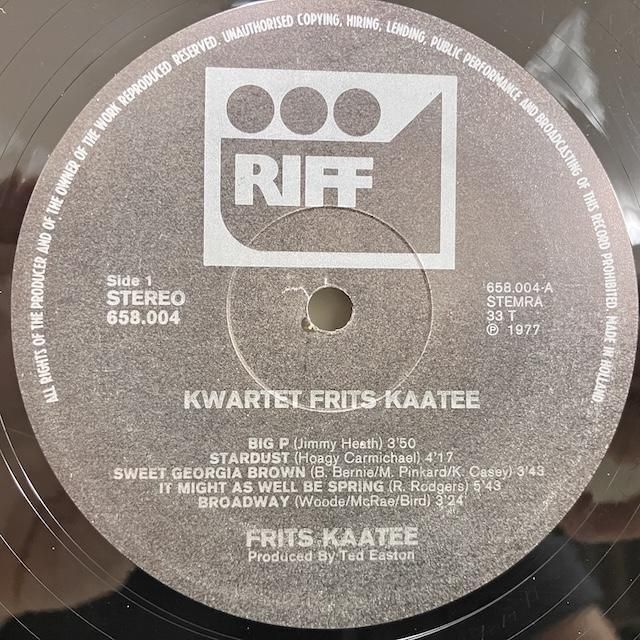 ALL RIGHTS OF THE PRODUCER AND OF THE OWNER OF THE WORK REPRODUCED RESERVED. UNAUTHORISED COPYING, HIRING, LENDING, PUBLIC PERFORMANCE AND BROADCASTING OF THIS RECORD PROHIBITED. MADE IN HOLLAND
RIFF
Side 1
STEREO
658.004
658.004-A
STEMRA
33 T
℗ 1977
KWARTET FRITS KAATEE
BIG P (Jimmy Heath) 3'50
STARDUST (Hoagy Carmichael) 4'17
SWEET GEORGIA BROWN (B. Bernie/M. Pinkard/K. Casey) 3'43
IT MIGHT AS WELL BE SPRING (R. Rodgers) 5'43
BROADWAY (Woode/McRae/Bird) 3'24
FRITS KAATEE
Produced By Ted Easton